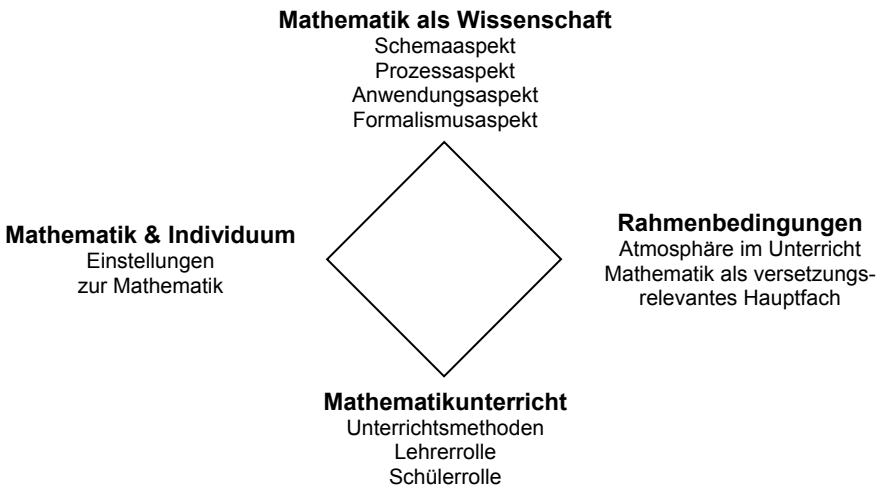 Mathematik als Wissenschaft
Schemaaspekt
Prozessaspekt
Anwendungsaspekt
Formalismusaspekt
Mathematik & Individuum
Einstellungen
zur Mathematik
Rahmenbedingungen
Atmosphäre im Unterricht
Mathematik als versetzungs-
relevantes Hauptfach
Mathematikunterricht
Unterrichtsmethoden
Lehrerrolle
Schülerrolle